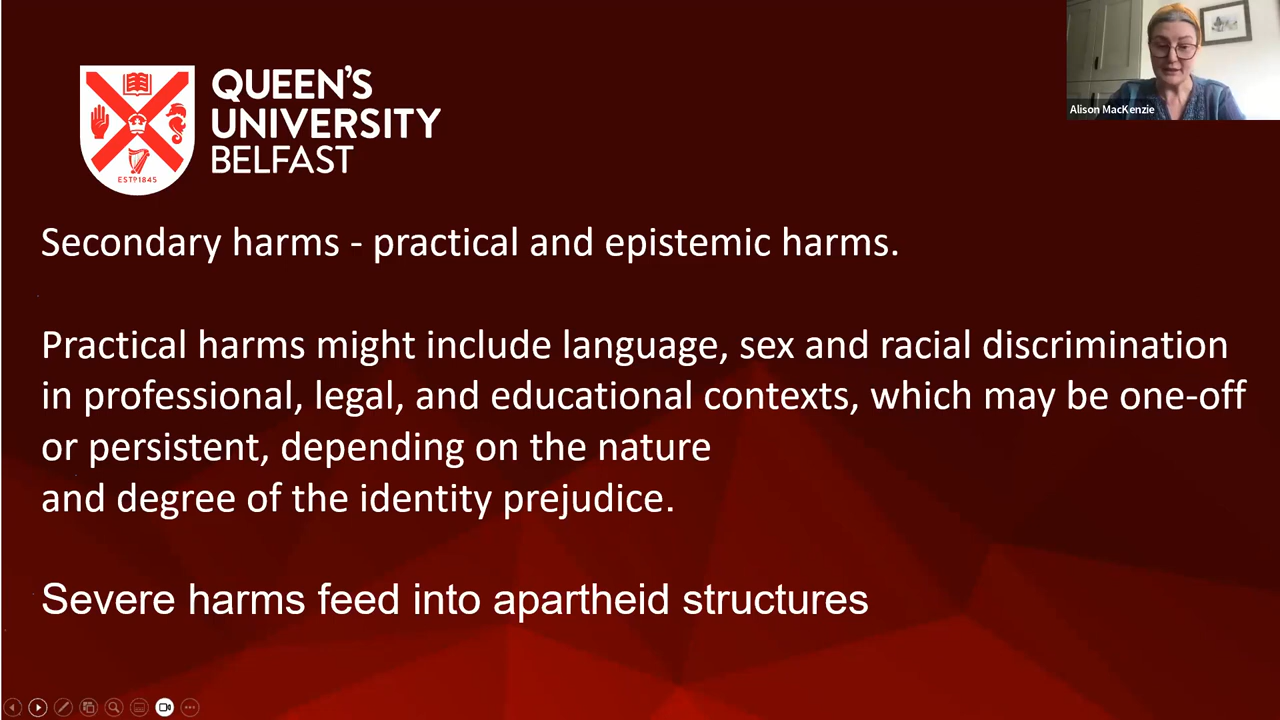 Alison MacKenzie
QUEEN'S
UNIVERSITY
BELFAST
ESTD1845
Secondary harms - practical and epistemic harms.
Practical harms might include language, sex and racial discrimination
in professional, legal, and educational contexts, which may be one-off
or persistent, depending on the nature
and degree of the identity prejudice.
Severe harms feed into apartheid structures